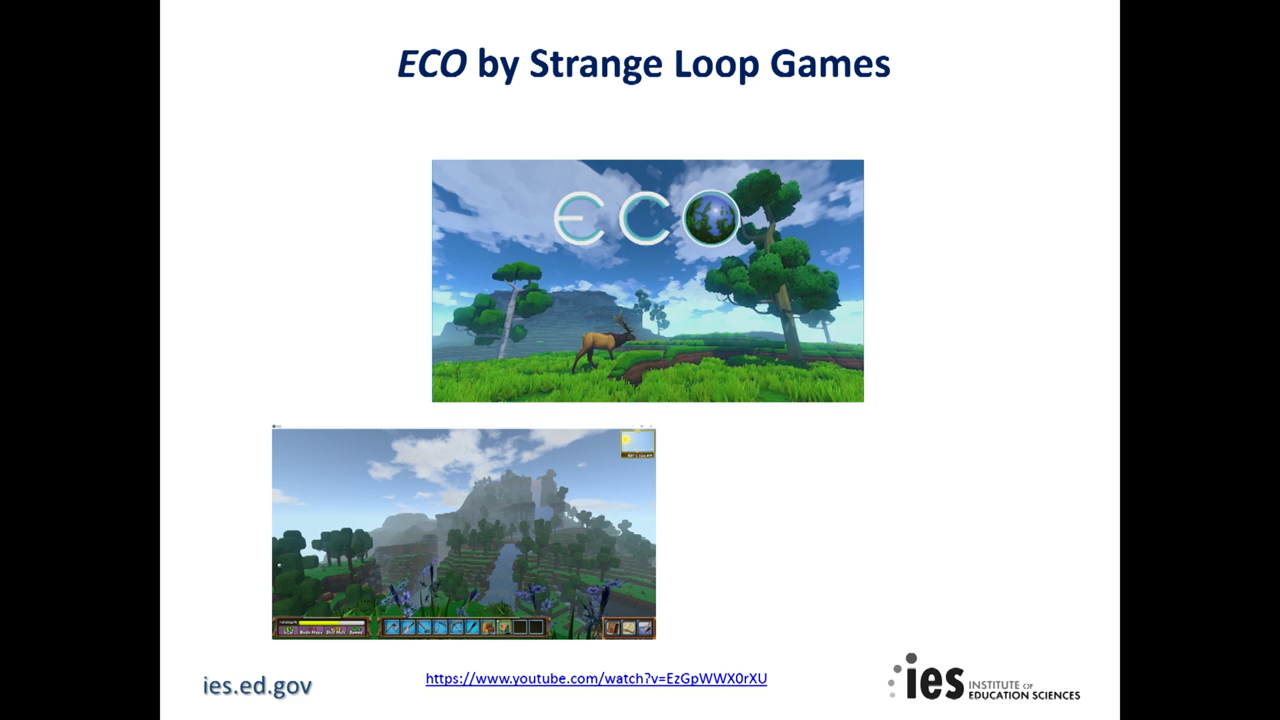 ECO by Strange Loop Games
ECO
ies.ed.gov
https://www.youtube.com/watch?v=EzGpWWX0rXU
ies INSTITUTE OF
EDUCATION SCIENCES